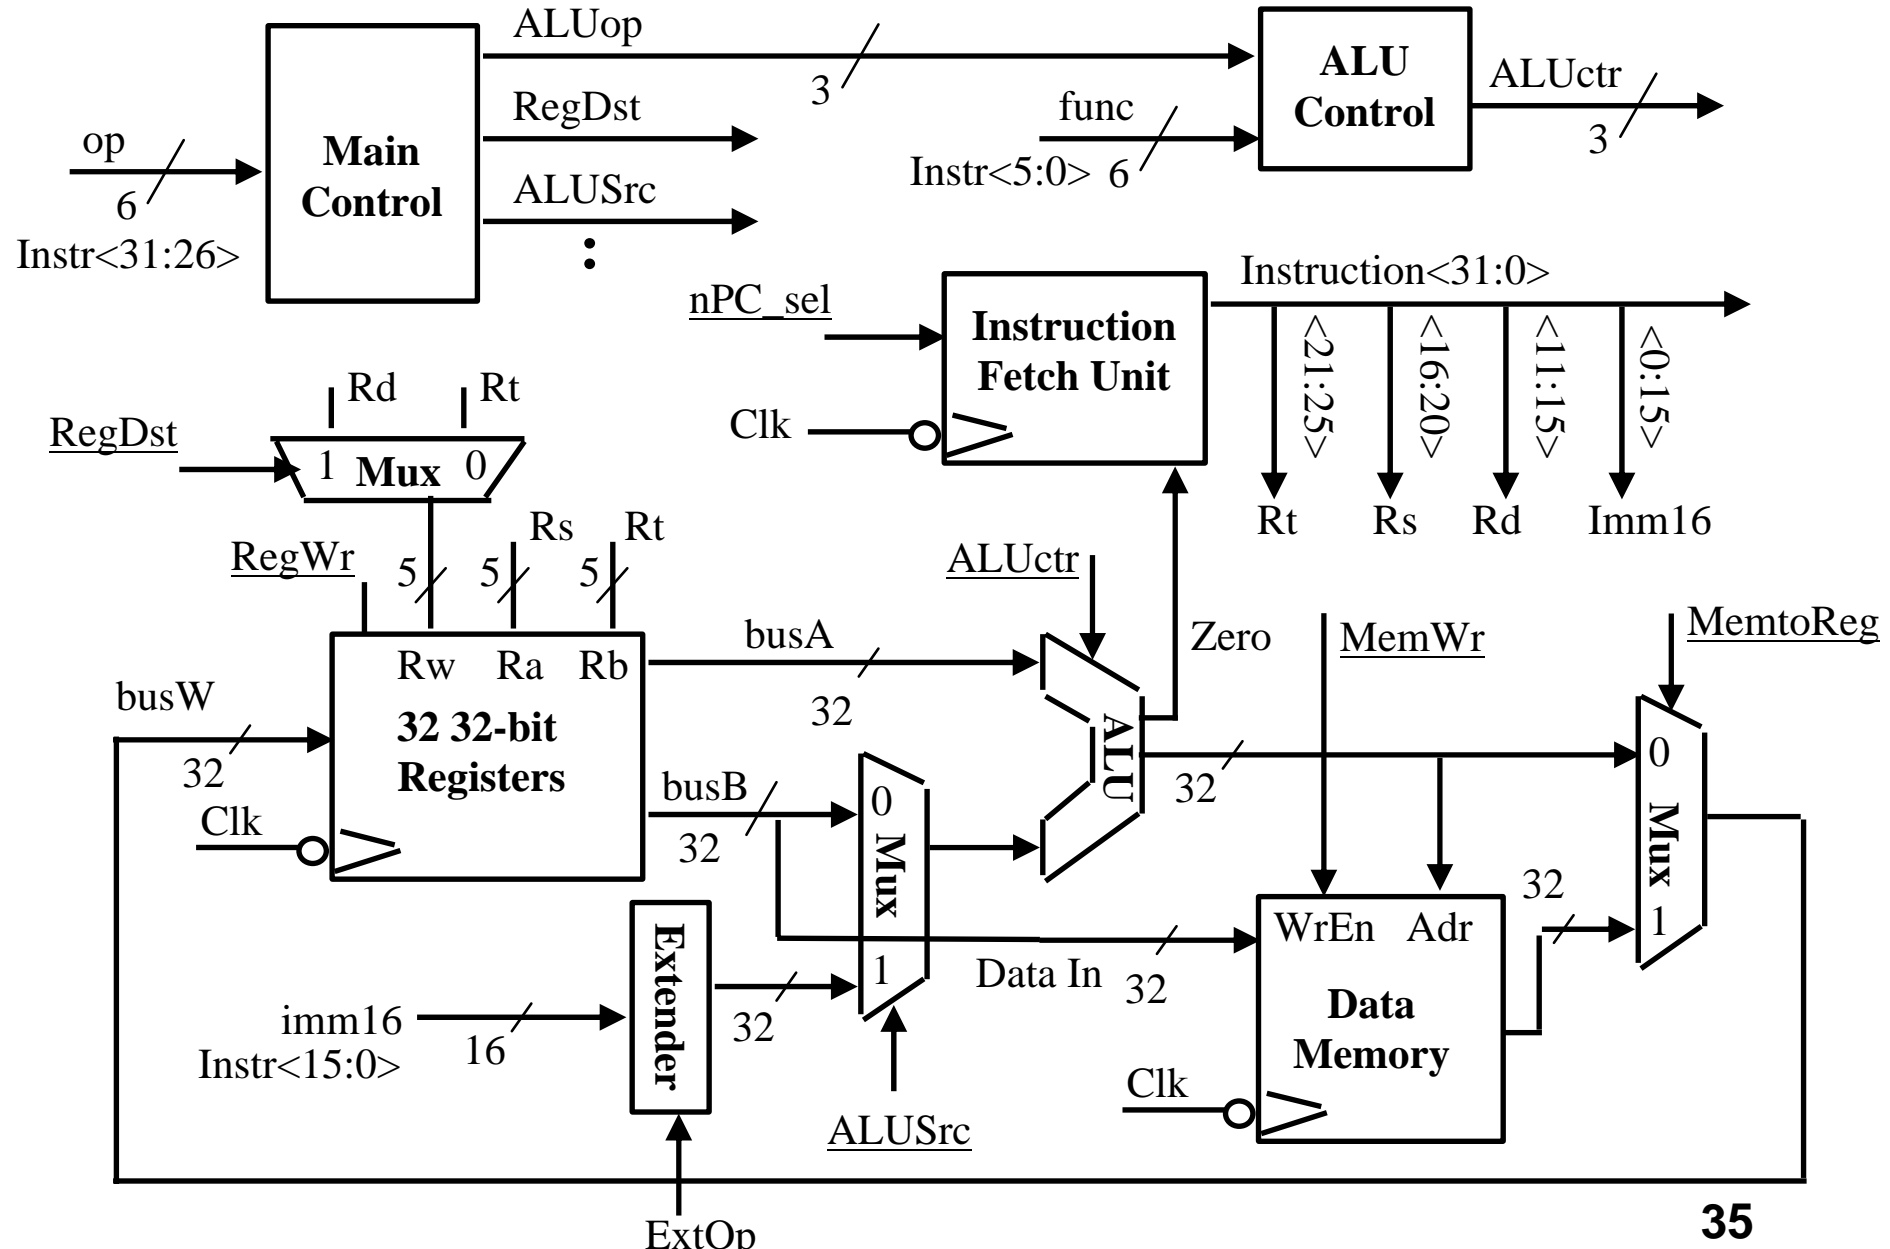 ALUop
3
RegDst
ALUSrc
:
op
6
Instr<31:26>
Main
Control
func
Instr<5:0> 6
ALU
Control
ALUctr
3
nPC_sel
Clk
Instruction
Fetch Unit
Instruction<31:0>
<21:25>
<16:20>
<11:15>
<0:15>
Rt
Rs
Rd
Imm16
Rd
Rt
RegDst
1 Mux 0
RegWr
5
5
Rs
5
Rt
busW
32
Clk
Rw Ra Rb
32 32-bit
Registers
busA
32
busB
32
0
Mux
1
imm16
Instr<15:0>
16
Extender
32
ExtOp
ALUSrc
ALUctr
ALU
Zero
32
Data In
32
MemWr
WrEn Adr
Data
Memory
Clk
32
MemtoReg
0
Mux
1
35